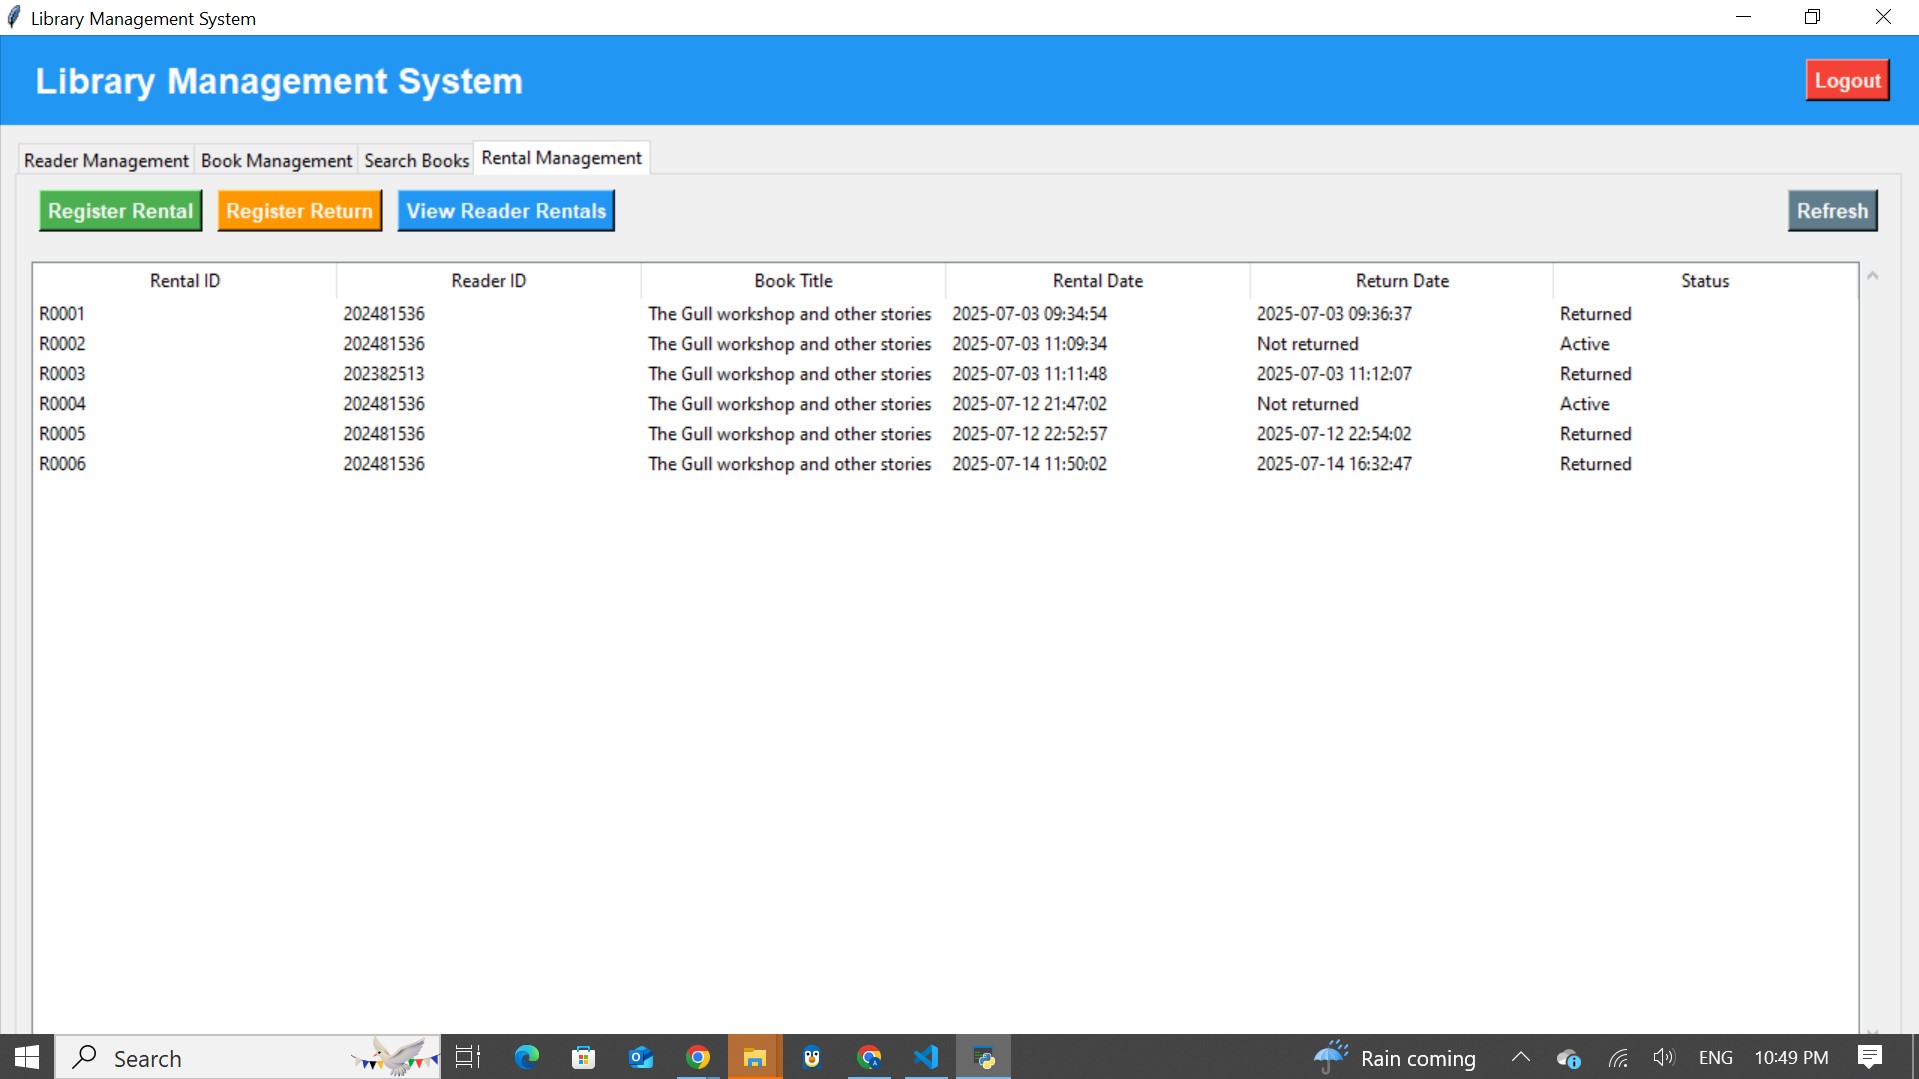 Library Management System
Library Management System Logout
Reader Management Book Management Search Books Rental Management
Register Rental Register Return View Reader Rentals Refresh
Rental ID Reader ID Book Title Rental Date Return Date Status
R0001 202481536 The Gull workshop and other stories 2025-07-03 09:34:54 2025-07-03 09:36:37 Returned
R0002 202481536 The Gull workshop and other stories 2025-07-03 11:09:34 Not returned Active
R0003 202382513 The Gull workshop and other stories 2025-07-03 11:11:48 2025-07-03 11:12:07 Returned
R0004 202481536 The Gull workshop and other stories 2025-07-12 21:47:02 Not returned Active
R0005 202481536 The Gull workshop and other stories 2025-07-12 22:52:57 2025-07-12 22:54:02 Returned
R0006 202481536 The Gull workshop and other stories 2025-07-14 11:50:02 2025-07-14 16:32:47 Returned
Search Rain coming ENG 10:49 PM